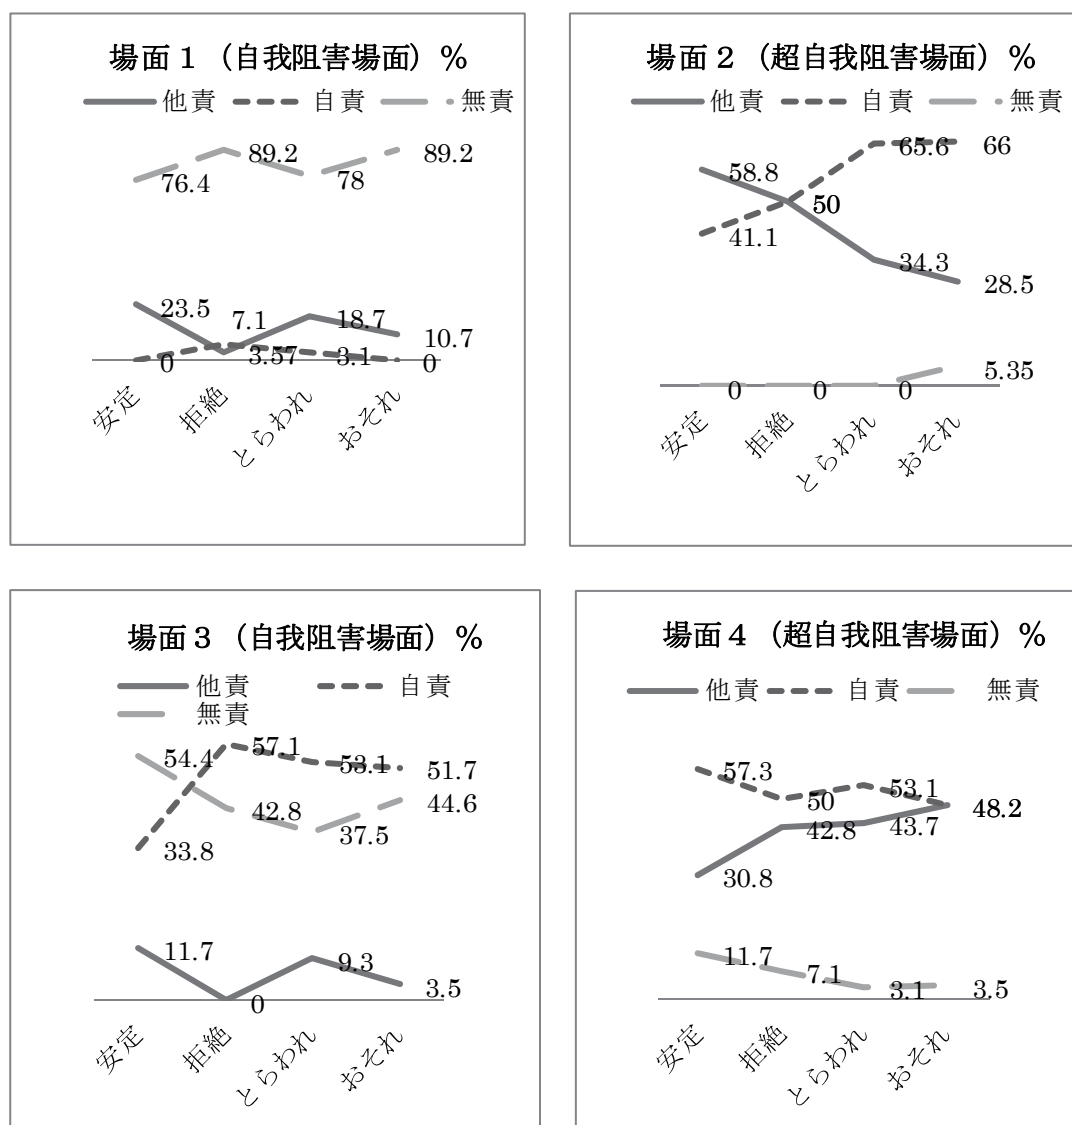 場面１（自我阻害場面）%
他責 自責 無責
89.2 89.2
76.4 78
23.5 7.1 18.7 10.7
0 3.57 3.1 0
安定 拒絶 とらわれ おそれ
場面２（超自我阻害場面）%
他責 自責 無責
65.6 66
58.8
50
41.1
34.3
28.5
5.35
0 0 0
安定 拒絶 とらわれ おそれ
場面３（自我阻害場面）%
他責 自責
無責
54.4 57.1 53.1 51.7
42.8 44.6
33.8 37.5
11.7 9.3
0 3.5
安定 拒絶 とらわれ おそれ
場面４（超自我阻害場面）%
他責 自責 無責
57.3 53.1
50 48.2
42.8 43.7
30.8
11.7
7.1 3.1 3.5
安定 拒絶 とらわれ おそれ